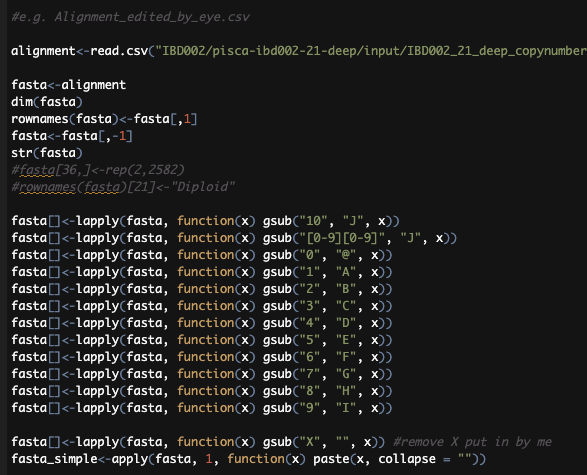 #e.g. Alignment_edited_by_eye.csv
alignment<-read.csv("IBD002/pisca-ibd002-21-deep/input/IBD002_21_deep_copynumber
fasta<-alignment
dim(fasta)
rownames(fasta)<-fasta[,1]
fasta<-fasta[,-1]
str(fasta)
#fasta[36,]<-rep(2,2582)
#rownames(fasta)[21]<-"Diploid"
fasta[]<-lapply(fasta, function(x) gsub("10", "J", x))
fasta[]<-lapply(fasta, function(x) gsub("[0-9][0-9]", "J", x))
fasta[]<-lapply(fasta, function(x) gsub("0", "@", x))
fasta[]<-lapply(fasta, function(x) gsub("1", "A", x))
fasta[]<-lapply(fasta, function(x) gsub("2", "B", x))
fasta[]<-lapply(fasta, function(x) gsub("3", "C", x))
fasta[]<-lapply(fasta, function(x) gsub("4", "D", x))
fasta[]<-lapply(fasta, function(x) gsub("5", "E", x))
fasta[]<-lapply(fasta, function(x) gsub("6", "F", x))
fasta[]<-lapply(fasta, function(x) gsub("7", "G", x))
fasta[]<-lapply(fasta, function(x) gsub("8", "H", x))
fasta[]<-lapply(fasta, function(x) gsub("9", "I", x))
fasta[]<-lapply(fasta, function(x) gsub("X", "", x)) #remove X put in by me
fasta_simple<-apply(fasta, 1, function(x) paste(x, collapse = ""))